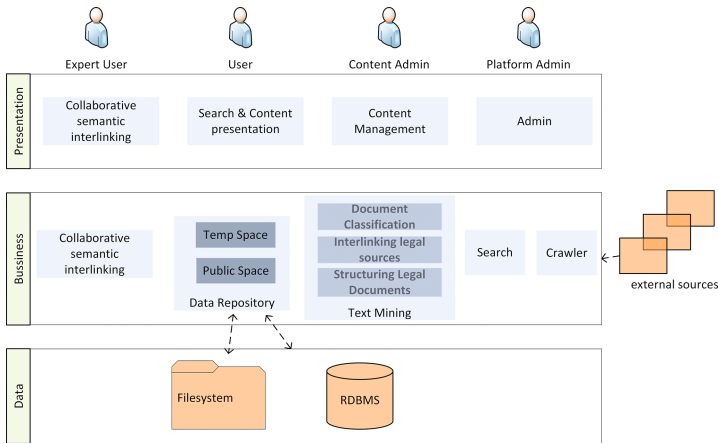 Expert User
User
Content Admin
Platform Admin
Presentation
Collaborative
semantic
interlinking
Search & Content
presentation
Content
Management
Admin
Bussiness
Collaborative
semantic
interlinking
Temp Space
Public Space
Data Repository
Document
Classification
Interlinking legal
sources
Structuring Legal
Documents
Text Mining
Search
Crawler
external sources
Data
Filesystem
RDBMS